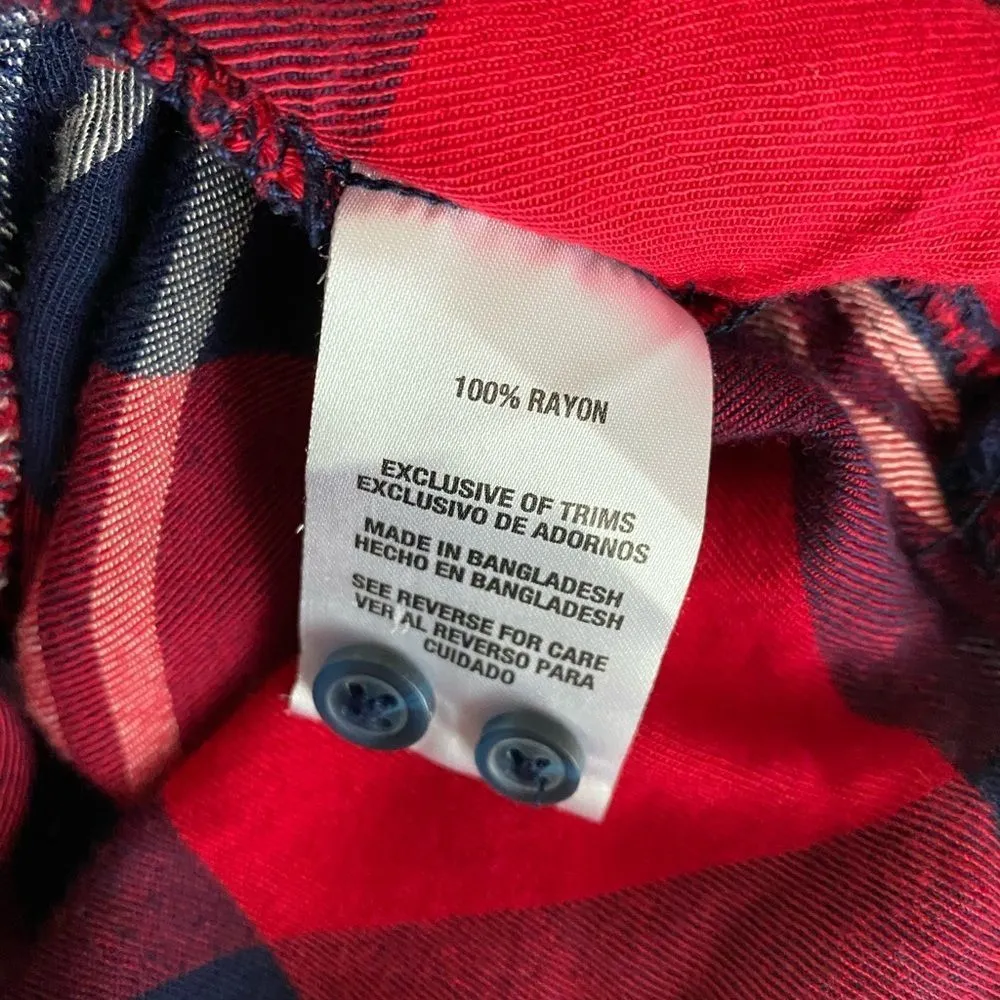 100% RAYON
EXCLUSIVE OF TRIMS
EXCLUSIVO DE ADORNOS
MADE IN BANGLADESH
HECHO EN BANGLADESH
SEE REVERSE FOR CARE
VER AL REVERSO PARA
CUIDADO